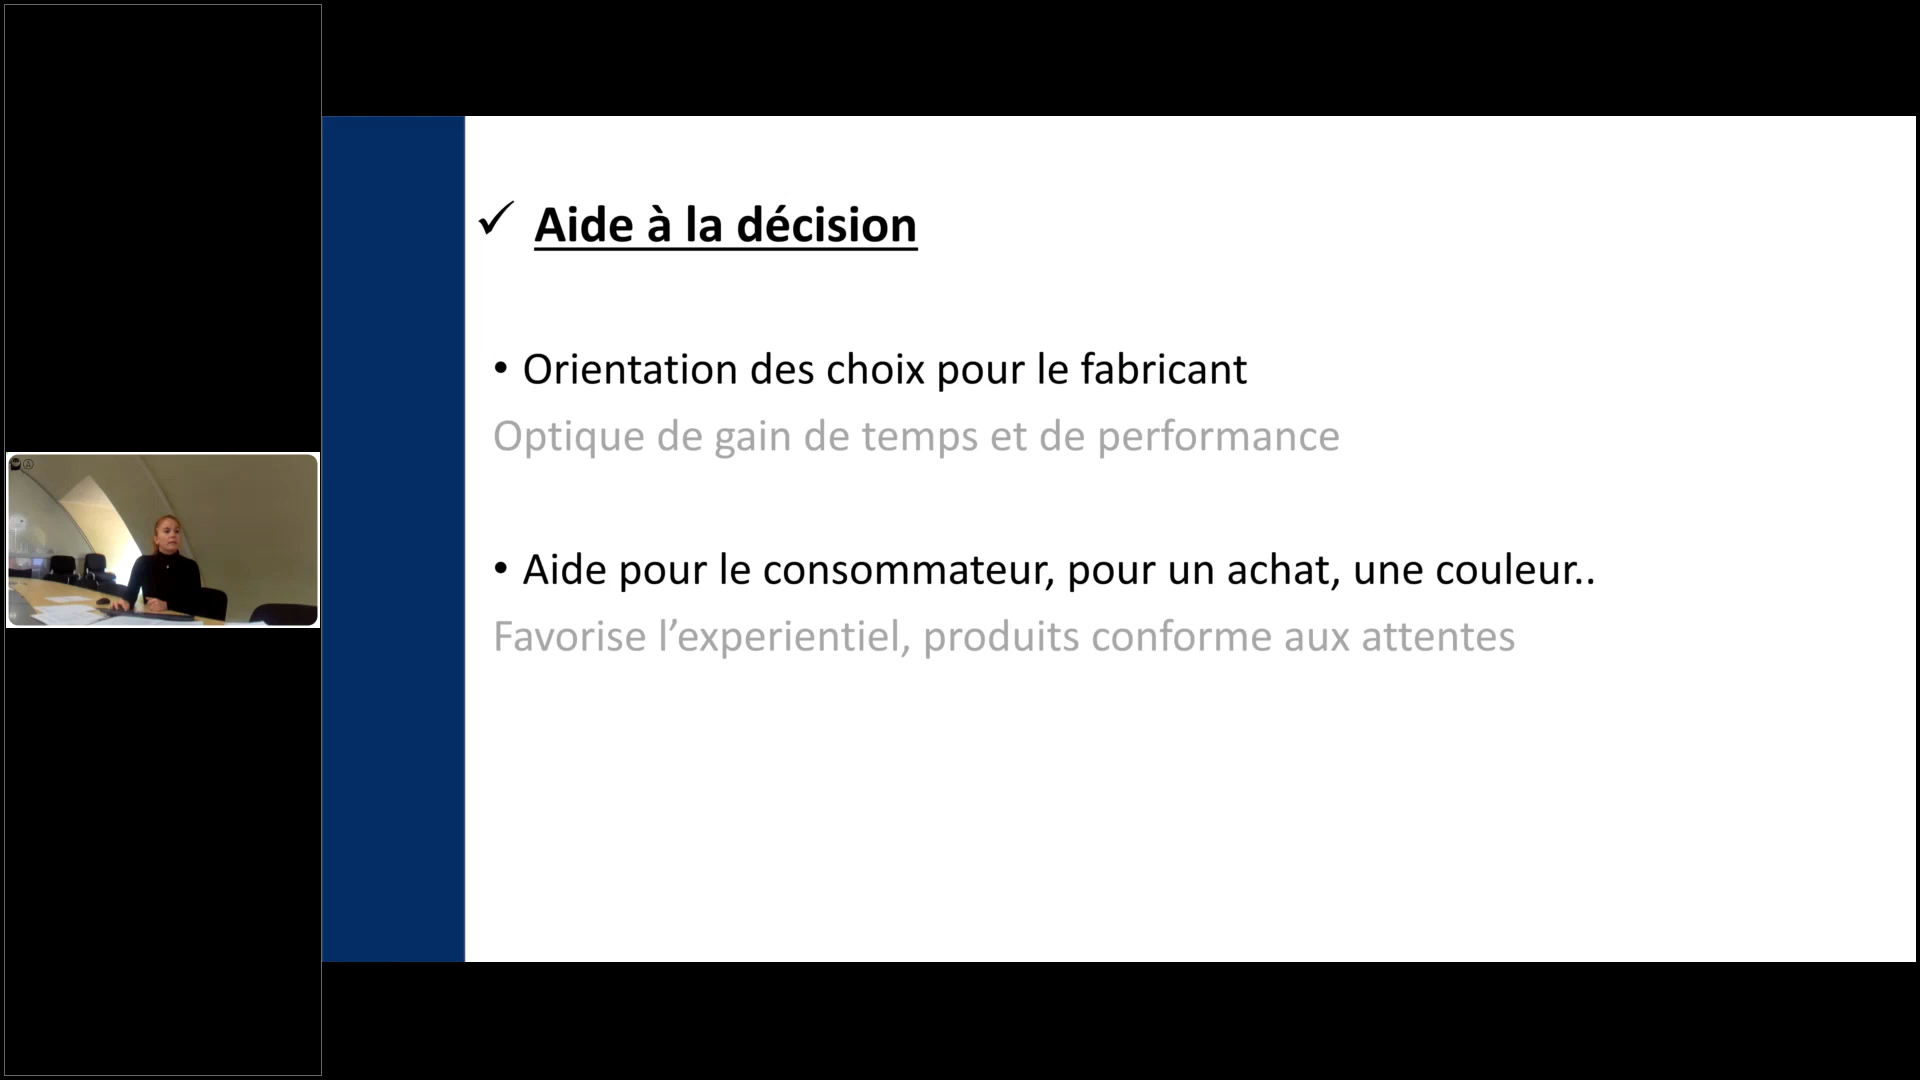 ✓ Aide à la décision
• Orientation des choix pour le fabricant
Optique de gain de temps et de performance
• Aide pour le consommateur, pour un achat, une couleur..
Favorise l’experientiel, produits conforme aux attentes